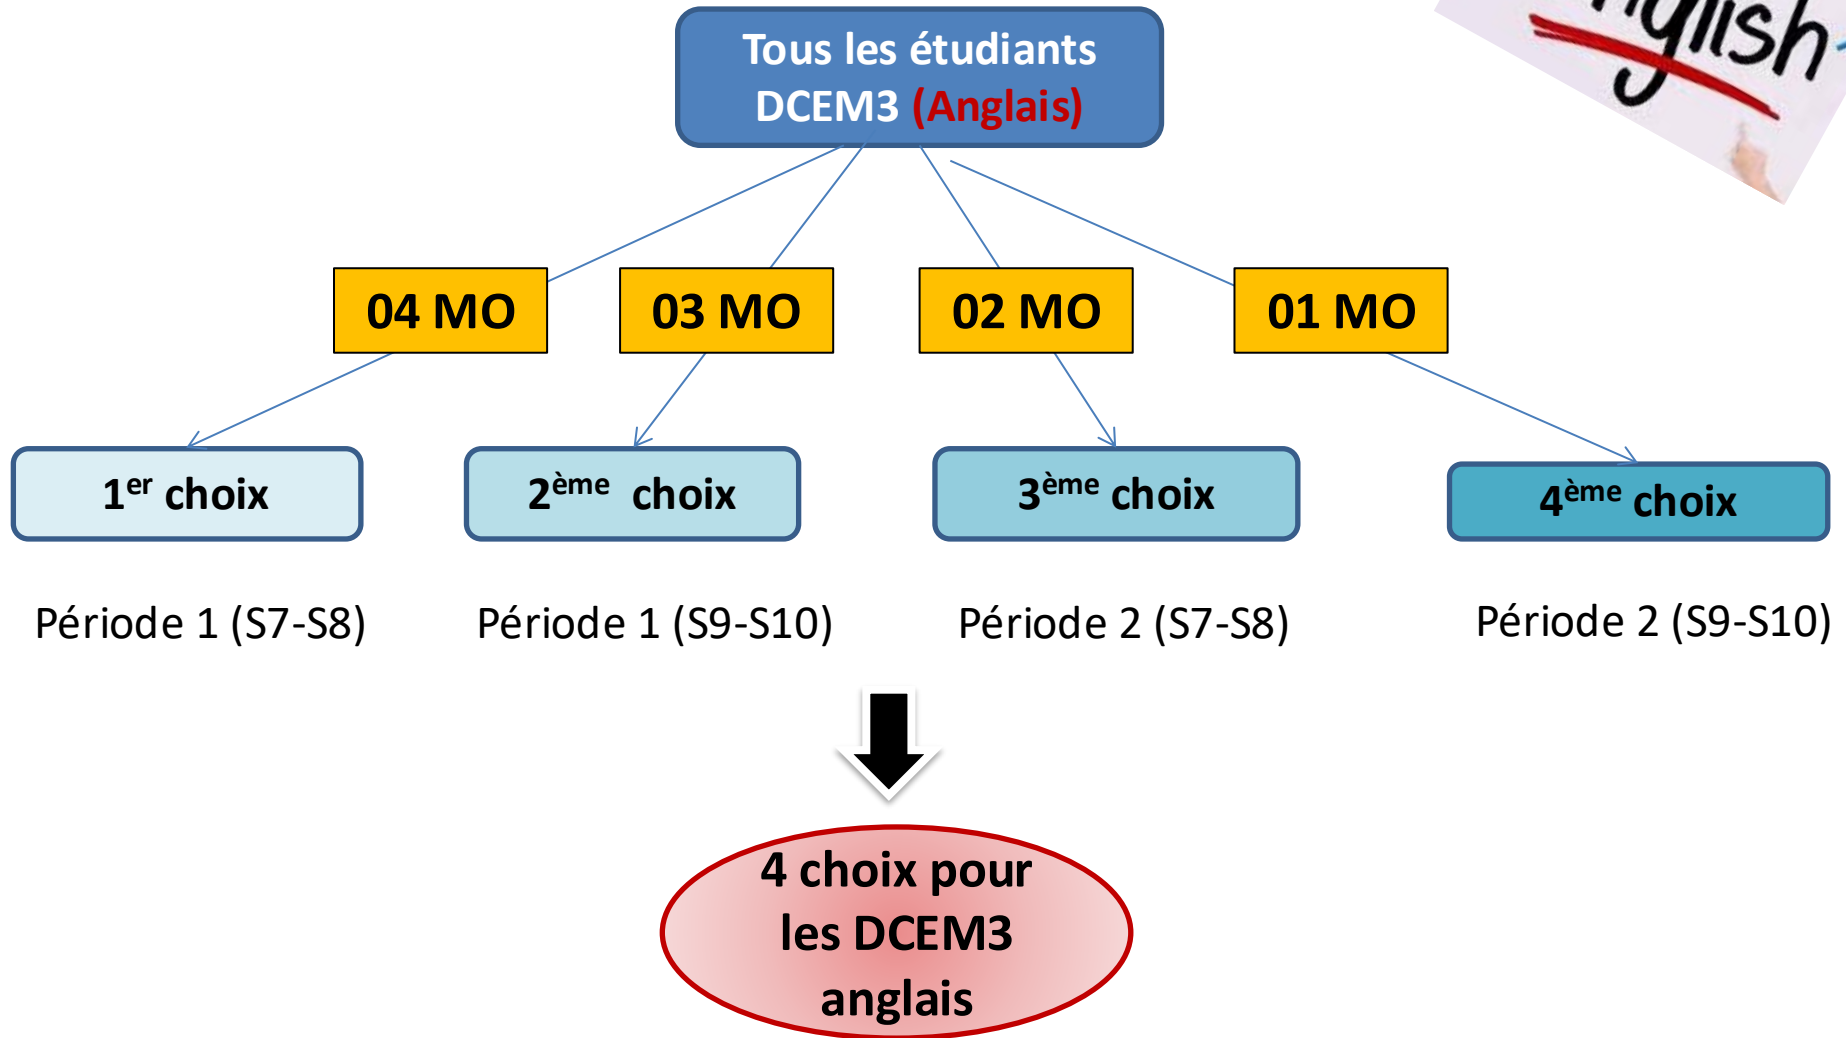 English
Tous les étudiants
DCEM3 (Anglais)
04 MO
03 MO
02 MO
01 MO
1er choix
2ème choix
3ème choix
4ème choix
Période 1 (S7-S8)
Période 1 (S9-S10)
Période 2 (S7-S8)
Période 2 (S9-S10)
4 choix pour
les DCEM3
anglais